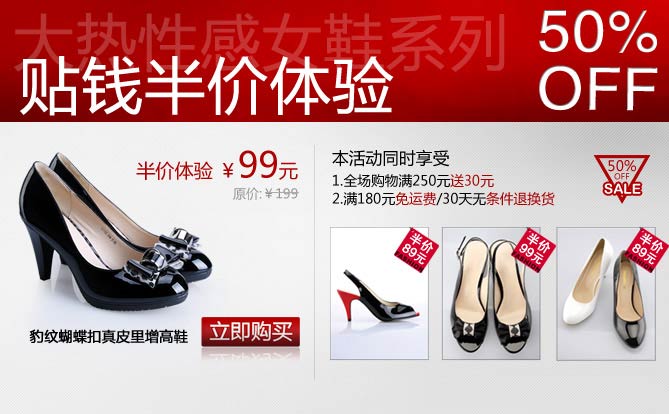 大热性感女鞋系列
贴钱半价体验
50%
OFF
半价体验 ¥99元
原价:¥199
豹纹蝴蝶扣真皮里增高鞋
立即购买
本活动同时享受
1.全场购物满250元送30元
2.满180元免运费/30天无条件退换货
50%
OFF
SALE
半价
89元
FASHION
半价
99元
FASHION
半价
89元
FASHION